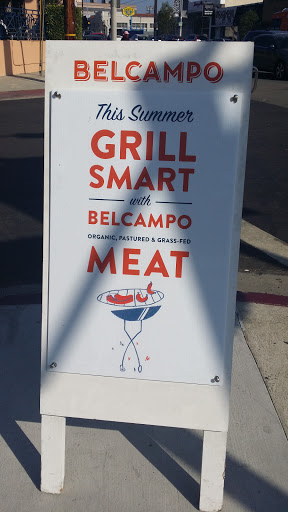 BELCAMPO
This Summer
GRILL
SMART
with
BELCAMPO
ORGANIC, PASTURED & GRASS-FED
MEAT